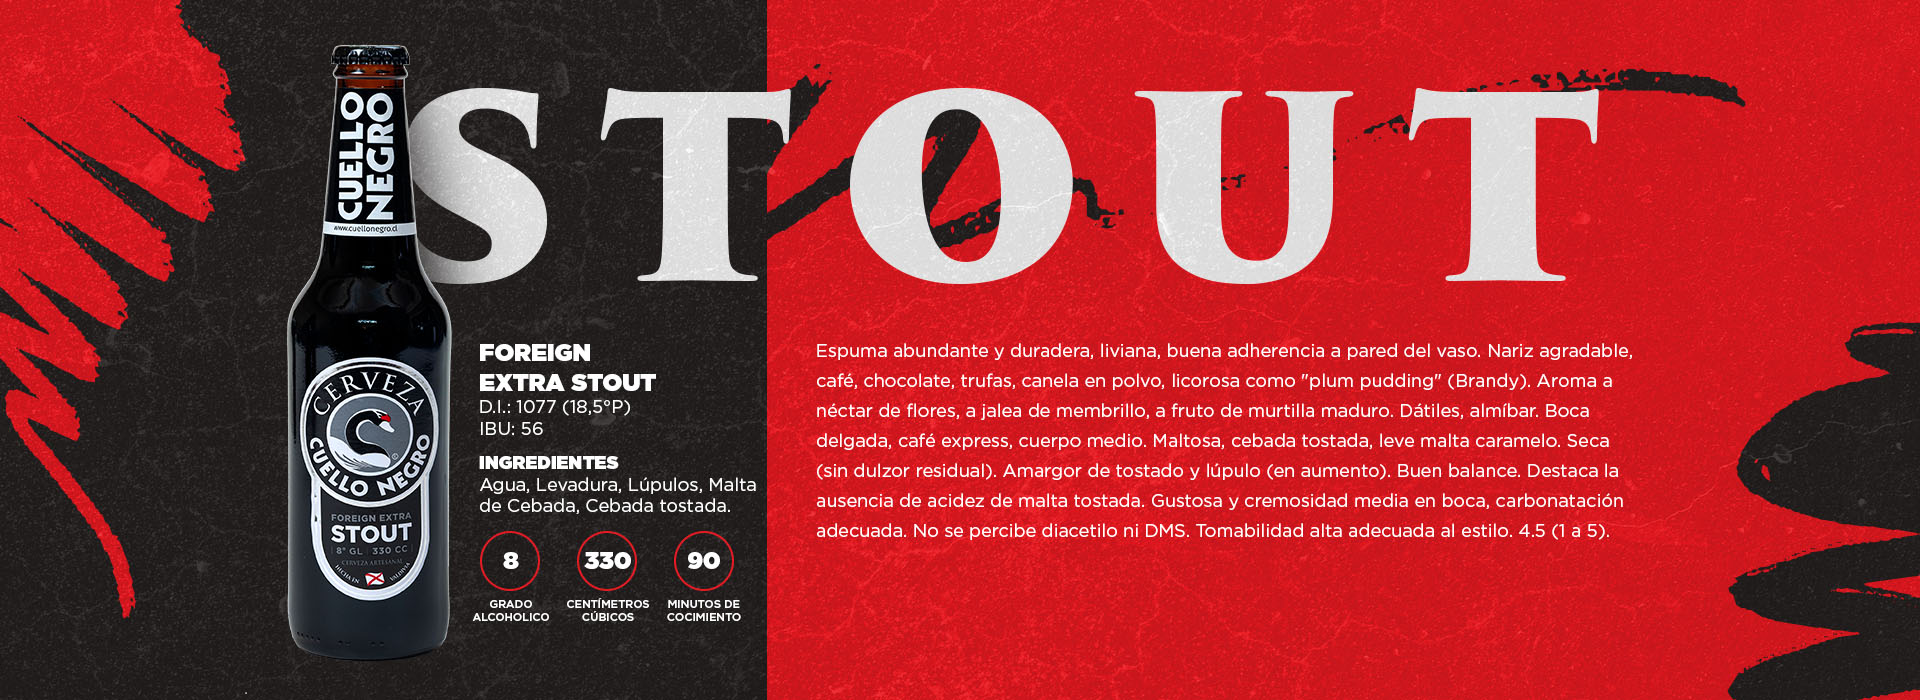 STOUT
CUELLO
NEGRO
www.cuellonegro.cl
CERVEZA
CUELLO NEGRO
FOREIGN EXTRA
STOUT
8° GL | 330 CC
CERVEZA ARTESANAL
HECHA EN VALDIVIA
FOREIGN
EXTRA STOUT
D.I.: 1077 (18,5°P)
IBU: 56
INGREDIENTES
Agua, Levadura, Lúpulos, Malta
de Cebada, Cebada tostada.
8
GRADO
ALCOHOLICO
330
CENTÍMETROS
CÚBICOS
90
MINUTOS DE
COCIMIENTO
Espuma abundante y duradera, liviana, buena adherencia a pared del vaso. Nariz agradable,
café, chocolate, trufas, canela en polvo, licorosa como "plum pudding" (Brandy). Aroma a
néctar de flores, a jalea de membrillo, a fruto de murtilla maduro. Dátiles, almíbar. Boca
delgada, café express, cuerpo medio. Maltosa, cebada tostada, leve malta caramelo. Seca
(sin dulzor residual). Amargor de tostado y lúpulo (en aumento). Buen balance. Destaca la
ausencia de acidez de malta tostada. Gustosa y cremosidad media en boca, carbonatación
adecuada. No se percibe diacetilo ni DMS. Tomabilidad alta adecuada al estilo. 4.5 (1 a 5).